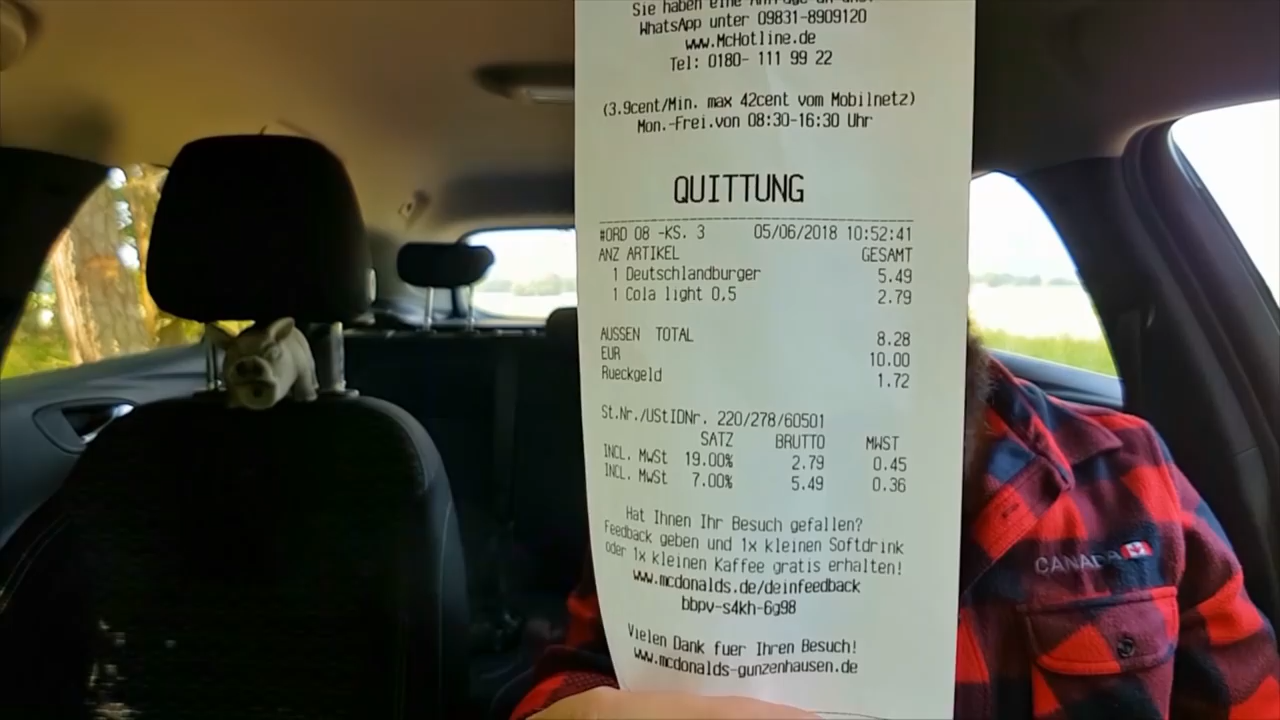 Sie haben eine Anfrage an uns?
WhatsApp unter 09831-8909120
www.McHotline.de
Tel: 0180- 111 99 22
(3.9cent/Min. max 42cent vom Mobilnetz)
Mon.-Frei.von 08:30-16:30 Uhr
QUITTUNG
#ORD 08 -KS. 3 05/06/2018 10:52:41
ANZ ARTIKEL GESAMT
1 Deutschlandburger 5.49
1 Cola light 0,5 2.79
AUSSEN TOTAL 8.28
EUR 10.00
Rueckgeld 1.72
St.Nr./UStIDNr. 220/278/60501
SATZ BRUTTO MWST
INCL. MwSt 19.00% 2.79 0.45
INCL. MwSt 7.00% 5.49 0.36
Hat Ihnen Ihr Besuch gefallen?
Feedback geben und 1x kleinen Softdrink
oder 1x kleinen Kaffee gratis erhalten!
www.mcdonalds.de/deinfeedback
bbpv-s4kh-6g98
Vielen Dank fuer Ihren Besuch!
www.mcdonalds-gunzenhausen.de
CANADA